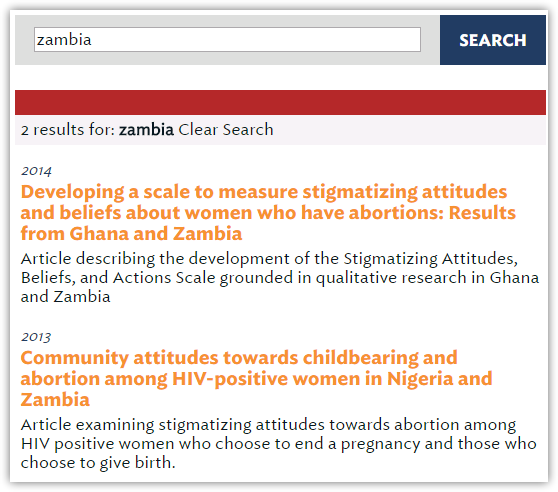 zambia
SEARCH
2 results for: zambia Clear Search
2014
Developing a scale to measure stigmatizing attitudes
and beliefs about women who have abortions: Results
from Ghana and Zambia
Article describing the development of the Stigmatizing Attitudes,
Beliefs, and Actions Scale grounded in qualitative research in Ghana
and Zambia
2013
Community attitudes towards childbearing and
abortion among HIV-positive women in Nigeria and
Zambia
Article examining stigmatizing attitudes towards abortion among
HIV positive women who choose to end a pregnancy and those who
choose to give birth.